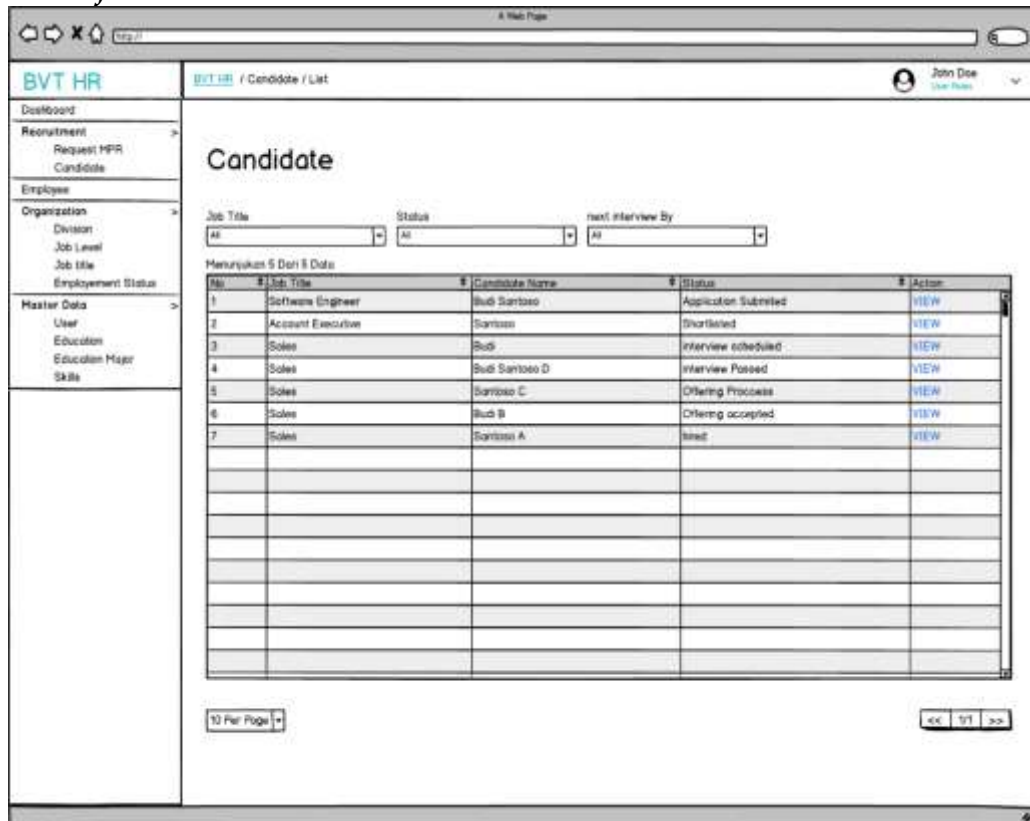 A Web Page
http://
BVT HR
BVT HR / Candidate / List
John Doe
User Roles
Dashboard
Recruitment >
Request MPR
Candidate
Employee
Organization >
Division
Job Level
Job title
Employement Status
Master Data >
User
Education
Education Major
Skills
Candidate
Job Title Status next interview By
All All All
Menunjukan 5 Dari 5 Data
No Job Title Candidate Name Status Action
1 Software Engineer Budi Santoso Application Submited VIEW
2 Account Executive Santoso Shortlisted VIEW
3 Sales Budi interview scheduled VIEW
4 Sales Budi Santoso D interview Passed VIEW
5 Sales Santoso C Offering Proccess VIEW
6 Sales Budi B Offering accepted VIEW
7 Sales Santoso A hired VIEW
10 Per Page << 1/1 >>